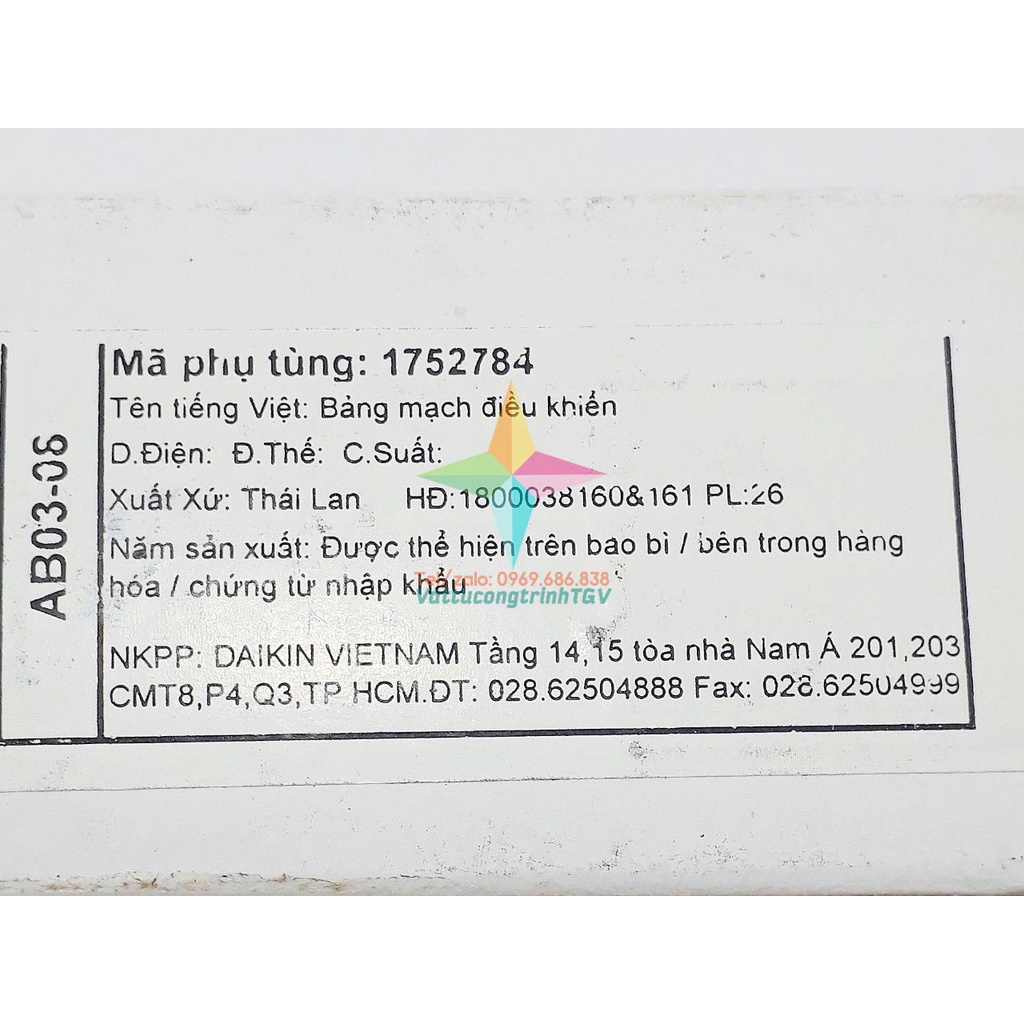 Mã phụ tùng: 1752784
Tên tiếng Việt: Bảng mạch điều khiển
D.Điện: Đ.Thế: C.Suất:
Xuất Xứ: Thái Lan HĐ:1800038160&161 PL:26
Năm sản xuất: Được thể hiện trên bao bì / bên trong hàng
hóa / chứng từ nhập khẩu
NKPP: DAIKIN VIETNAM Tầng 14,15 tòa nhà Nam Á 201,203
CMT8,P4,Q3,TP HCM.ĐT: 028.62504888 Fax: 028.62504999
AB03-08
Tel/zalo: 0969.686.838
VattucongtrinhTGV